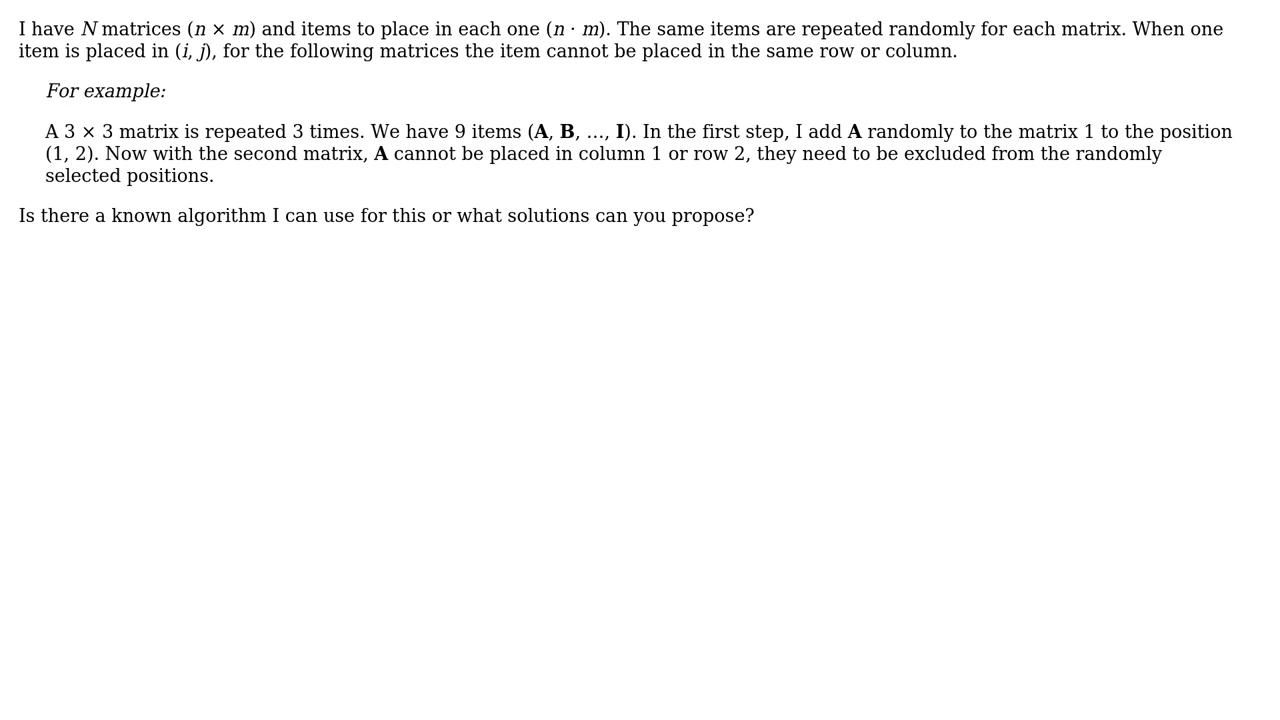 I have N matrices (n × m) and items to place in each one (n · m). The same items are repeated randomly for each matrix. When one
item is placed in (i, j), for the following matrices the item cannot be placed in the same row or column.
For example:
A 3 × 3 matrix is repeated 3 times. We have 9 items (A, B, …, I). In the first step, I add A randomly to the matrix 1 to the position
(1, 2). Now with the second matrix, A cannot be placed in column 1 or row 2, they need to be excluded from the randomly
selected positions.
Is there a known algorithm I can use for this or what solutions can you propose?